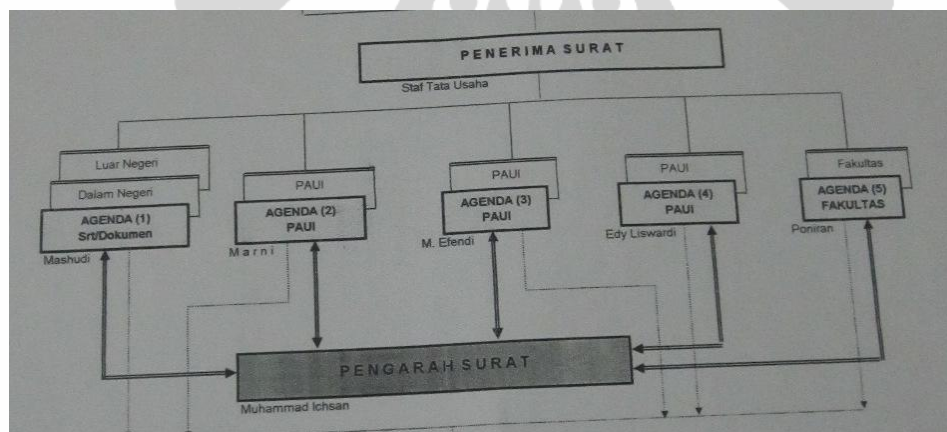 PENERIMA SURAT
Staf Tata Usaha
Luar Negeri
Dalam Negeri
AGENDA (1)
Srt/Dokumen
Mashudi
PAUI
AGENDA (2)
PAUI
Marni
PAUI
AGENDA (3)
PAUI
M. Efendi
PAUI
AGENDA (4)
PAUI
Edy Liswardi
Fakultas
AGENDA (5)
FAKULTAS
Poniran
PENGARAH SURAT
Muhammad Ichsan